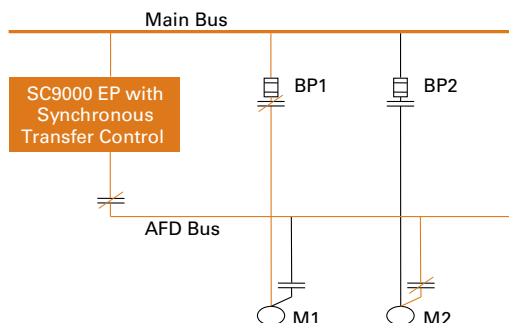 Main Bus
SC9000 EP with
Synchronous
Transfer Control
BP1
BP2
AFD Bus
M1
M2